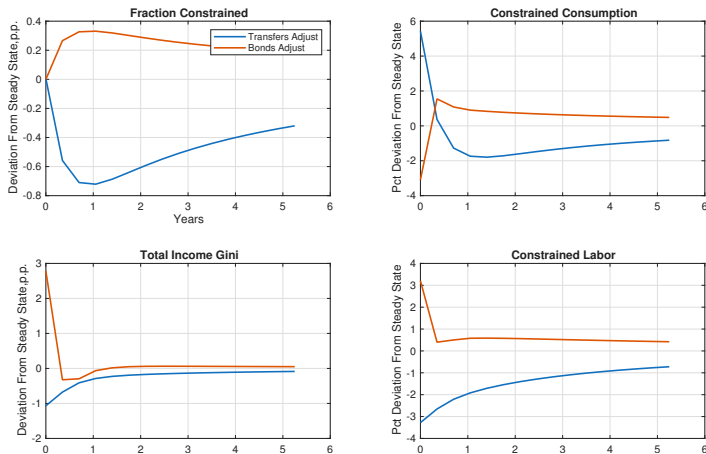 Fraction Constrained
Deviation From Steady State,p.p.
0.4
0.2
0
-0.2
-0.4
-0.6
-0.8
0 1 2 3 4 5 6
Years
Transfers Adjust
Bonds Adjust
Constrained Consumption
Pct Deviation From Steady State
6
4
2
0
-2
-4
0 1 2 3 4 5 6
Total Income Gini
Deviation From Steady State,p.p.
3
2
1
0
-1
-2
0 1 2 3 4 5 6
Constrained Labor
Pct Deviation From Steady State
4
3
2
1
0
-1
-2
-3
-4
0 1 2 3 4 5 6